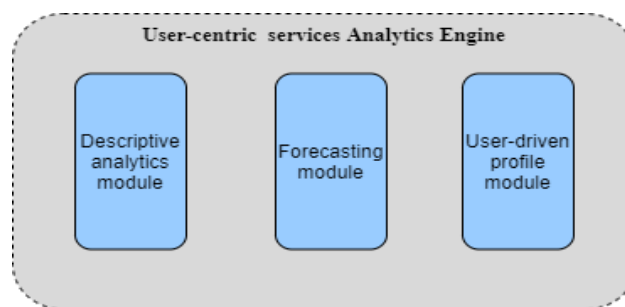 User-centric services Analytics Engine
Descriptive
analytics
module
Forecasting
module
User-driven
profile
module